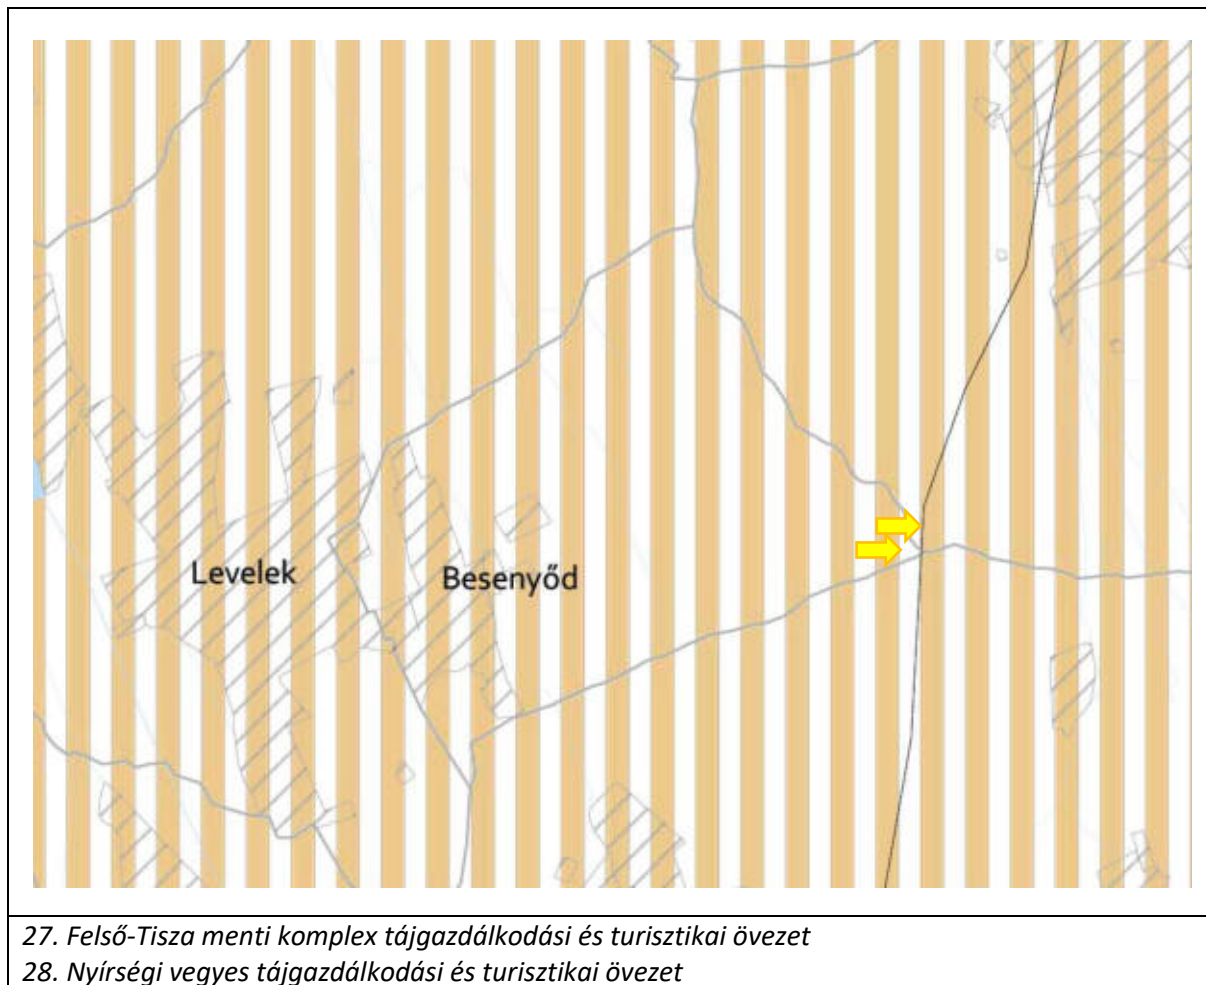 Levelek
Besenyőd
27. Felső-Tisza menti komplex tájgazdálkodási és turisztikai övezet
28. Nyírségi vegyes tájgazdálkodási és turisztikai övezet